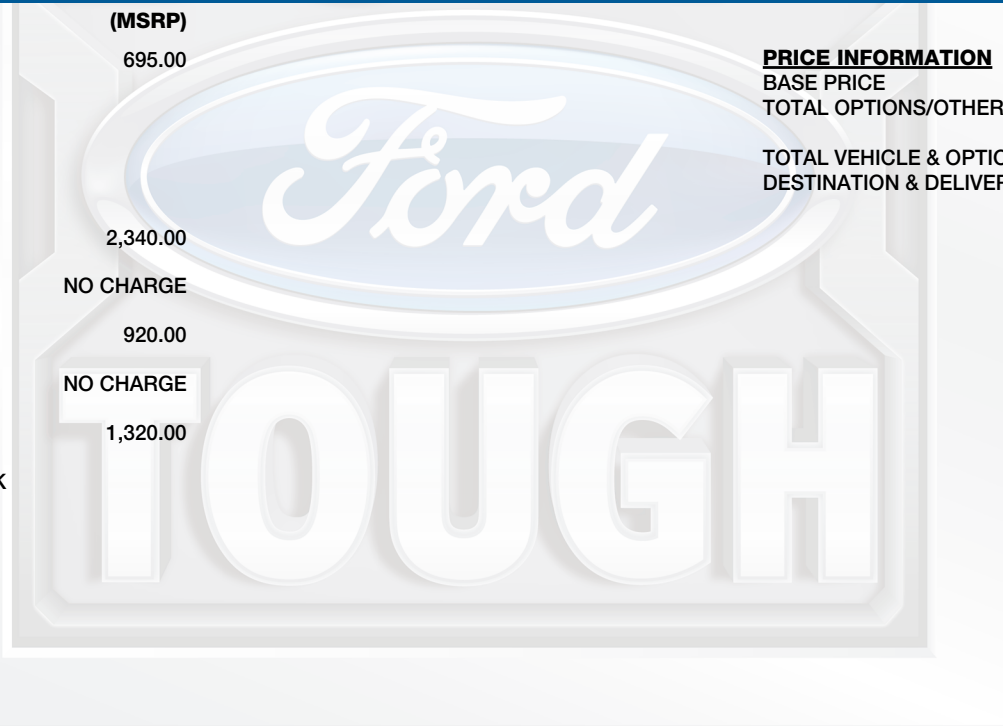 (MSRP)
695.00
2,340.00
NO CHARGE
920.00
NO CHARGE
1,320.00
K
PRICE INFORMATION
BASE PRICE
TOTAL OPTIONS/OTHER
TOTAL VEHICLE & OPTIO
DESTINATION & DELIVER
Ford
TOUGH